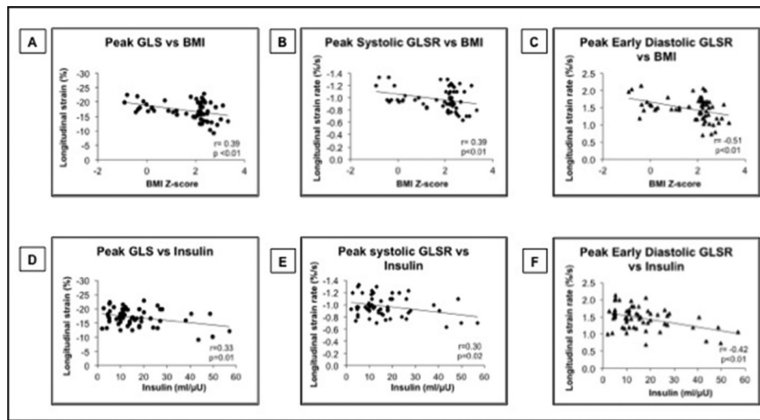 A
Peak GLS vs BMI
Longitudinal strain (%)
-30
-25
-20
-15
-10
-5
0
r= 0.39
p <0.01
-2 0 2 4
BMI Z-score
B
Peak Systolic GLSR vs BMI
Longitudinal strain rate (%/s)
-1.4
-1.2
-1.0
-0.8
-0.6
-0.4
-0.2
0.0
r= 0.39
p<0.01
-2 0 2 4
BMI Z-score
C
Peak Early Diastolic GLSR
vs BMI
Longitudinal strain rate (%/s)
2.5
2.0
1.5
1.0
0.5
0.0
r= -0.51
p<0.01
-2 0 2 4
BMI Z-score
D
Peak GLS vs Insulin
Longitudinal strain (%)
-30
-25
-20
-15
-10
-5
0
r=0.33
p=0.01
0 10 20 30 40 50 60
Insulin (ml/μU)
E
Peak systolic GLSR vs
Insulin
Longitudinal strain rate (%/s)
-1.4
-1.2
-1.0
-0.8
-0.6
-0.4
-0.2
0.0
r=0.30
p=0.02
0 10 20 30 40 50 60
Insulin (ml/μU)
F
Peak Early Diastolic GLSR
vs Insulin
Longitudinal strain rate (%/s)
2.5
2.0
1.5
1.0
0.5
0.0
r= -0.42
p<0.01
0 10 20 30 40 50 60
Insulin (ml/μU)